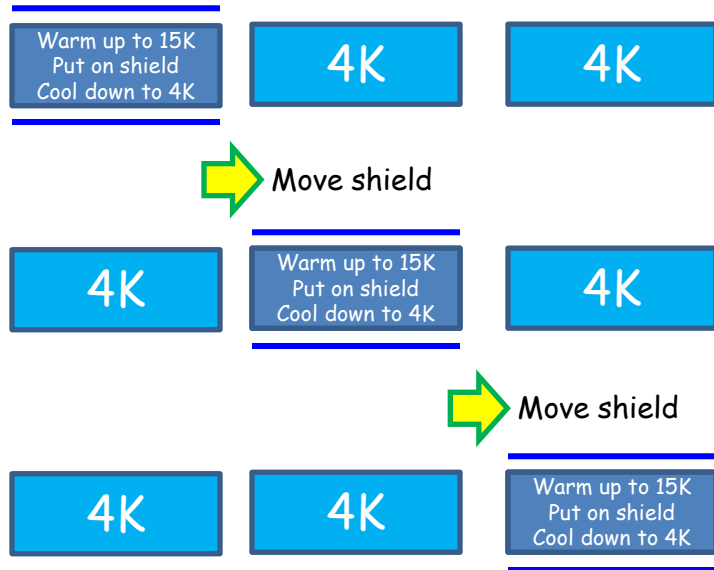 Warm up to 15K
Put on shield
Cool down to 4K
4K
4K
Move shield
4K
Warm up to 15K
Put on shield
Cool down to 4K
4K
Move shield
4K
4K
Warm up to 15K
Put on shield
Cool down to 4K